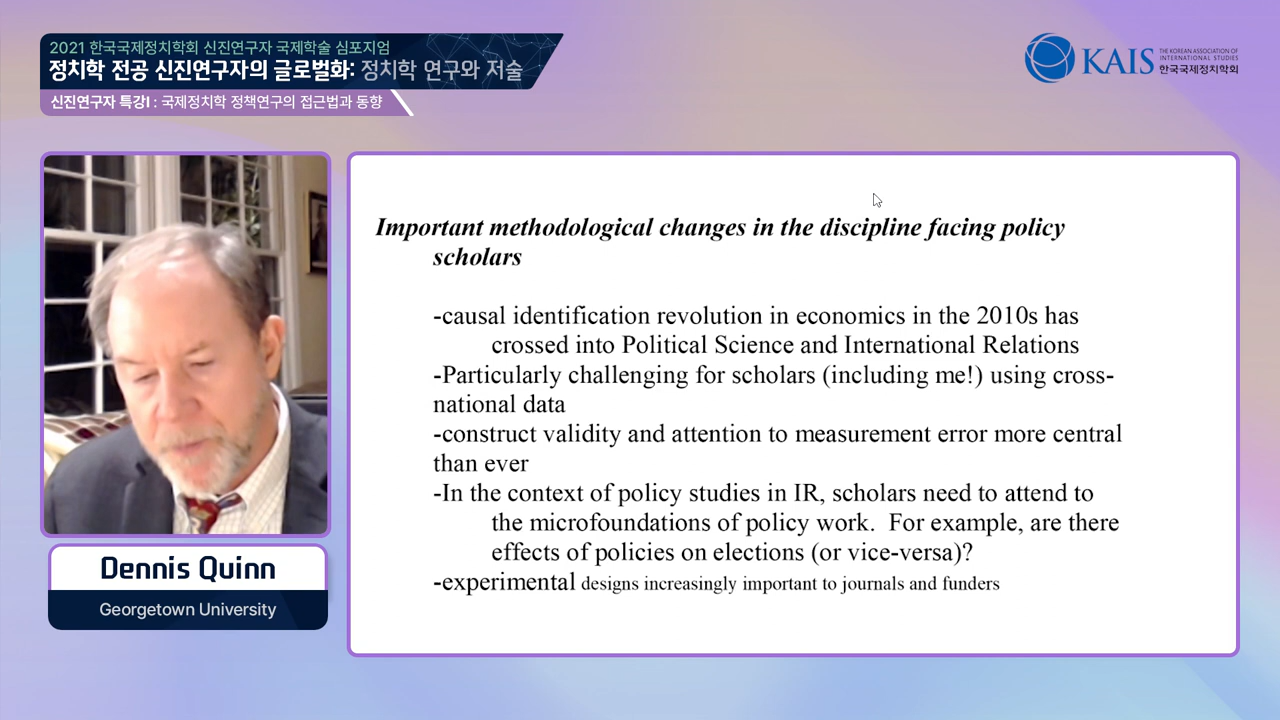 2021 한국국제정치학회 신진연구자 국제학술 심포지엄
정치학 전공 신진연구자의 글로벌화: 정치학 연구와 저술
신진연구자 특강I : 국제정치학 정책연구의 접근법과 동향
KAIS
THE KOREAN ASSOCIATION OF
INTERNATIONAL STUDIES
한국국제정치학회
Important methodological changes in the discipline facing policy
scholars
-causal identification revolution in economics in the 2010s has
crossed into Political Science and International Relations
-Particularly challenging for scholars (including me!) using cross-
national data
-construct validity and attention to measurement error more central
than ever
-In the context of policy studies in IR, scholars need to attend to
the microfoundations of policy work.  For example, are there
effects of policies on elections (or vice-versa)?
-experimental designs increasingly important to journals and funders
Dennis Quinn
Georgetown University